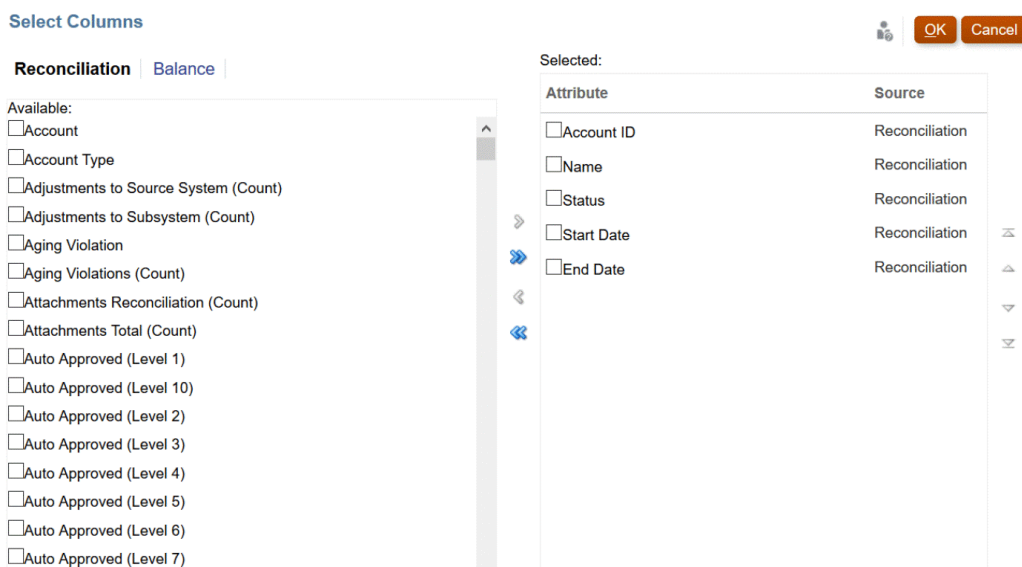 Select Columns
OK Cancel
Reconciliation Balance
Available:
Account
Account Type
Adjustments to Source System (Count)
Adjustments to Subsystem (Count)
Aging Violation
Aging Violations (Count)
Attachments Reconciliation (Count)
Attachments Total (Count)
Auto Approved (Level 1)
Auto Approved (Level 10)
Auto Approved (Level 2)
Auto Approved (Level 3)
Auto Approved (Level 4)
Auto Approved (Level 5)
Auto Approved (Level 6)
Auto Approved (Level 7)
Selected:
Attribute Source
Account ID Reconciliation
Name Reconciliation
Status Reconciliation
Start Date Reconciliation
End Date Reconciliation